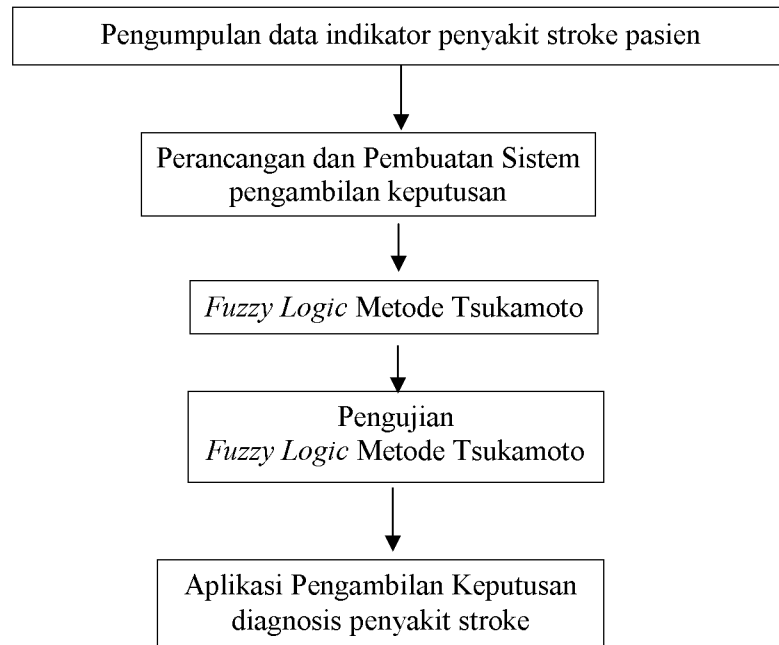 Pengumpulan data indikator penyakit stroke pasien
Perancangan dan Pembuatan Sistem
pengambilan keputusan
Fuzzy Logic Metode Tsukamoto
Pengujian
Fuzzy Logic Metode Tsukamoto
Aplikasi Pengambilan Keputusan
diagnosis penyakit stroke